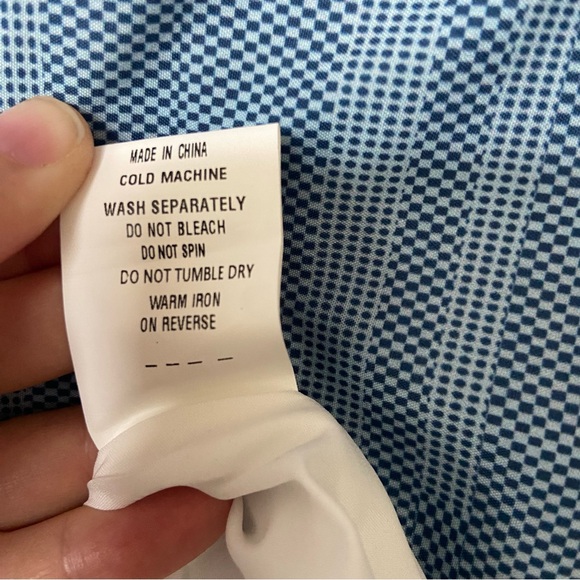 MADE IN CHINA
COLD MACHINE
WASH SEPARATELY
DO NOT BLEACH
DO NOT SPIN
DO NOT TUMBLE DRY
WARM IRON
ON REVERSE
– – – –